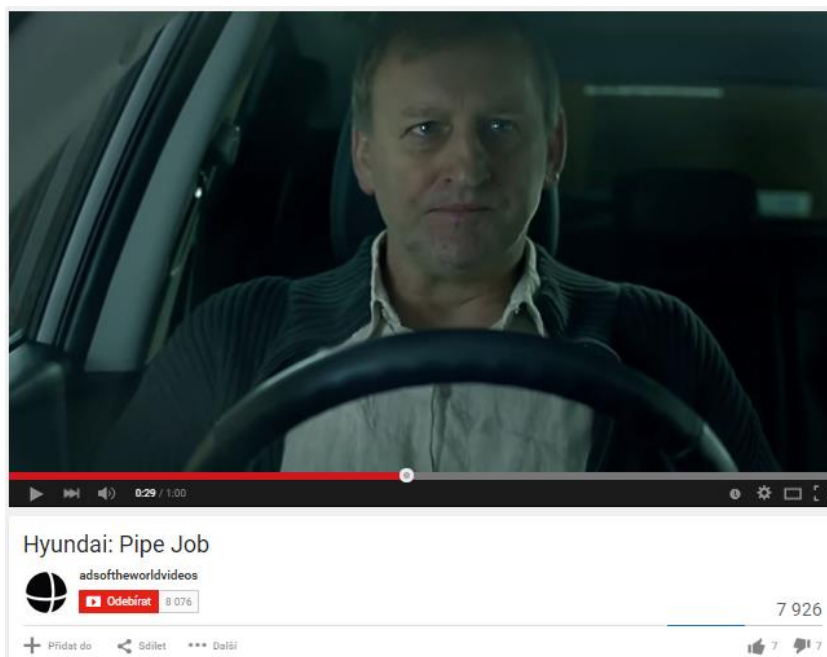 0:29 / 1:00
Hyundai: Pipe Job
adsoftheworldvideos
Odebírat 8 076
7 926
Přidat do Sdílet Další 7 7